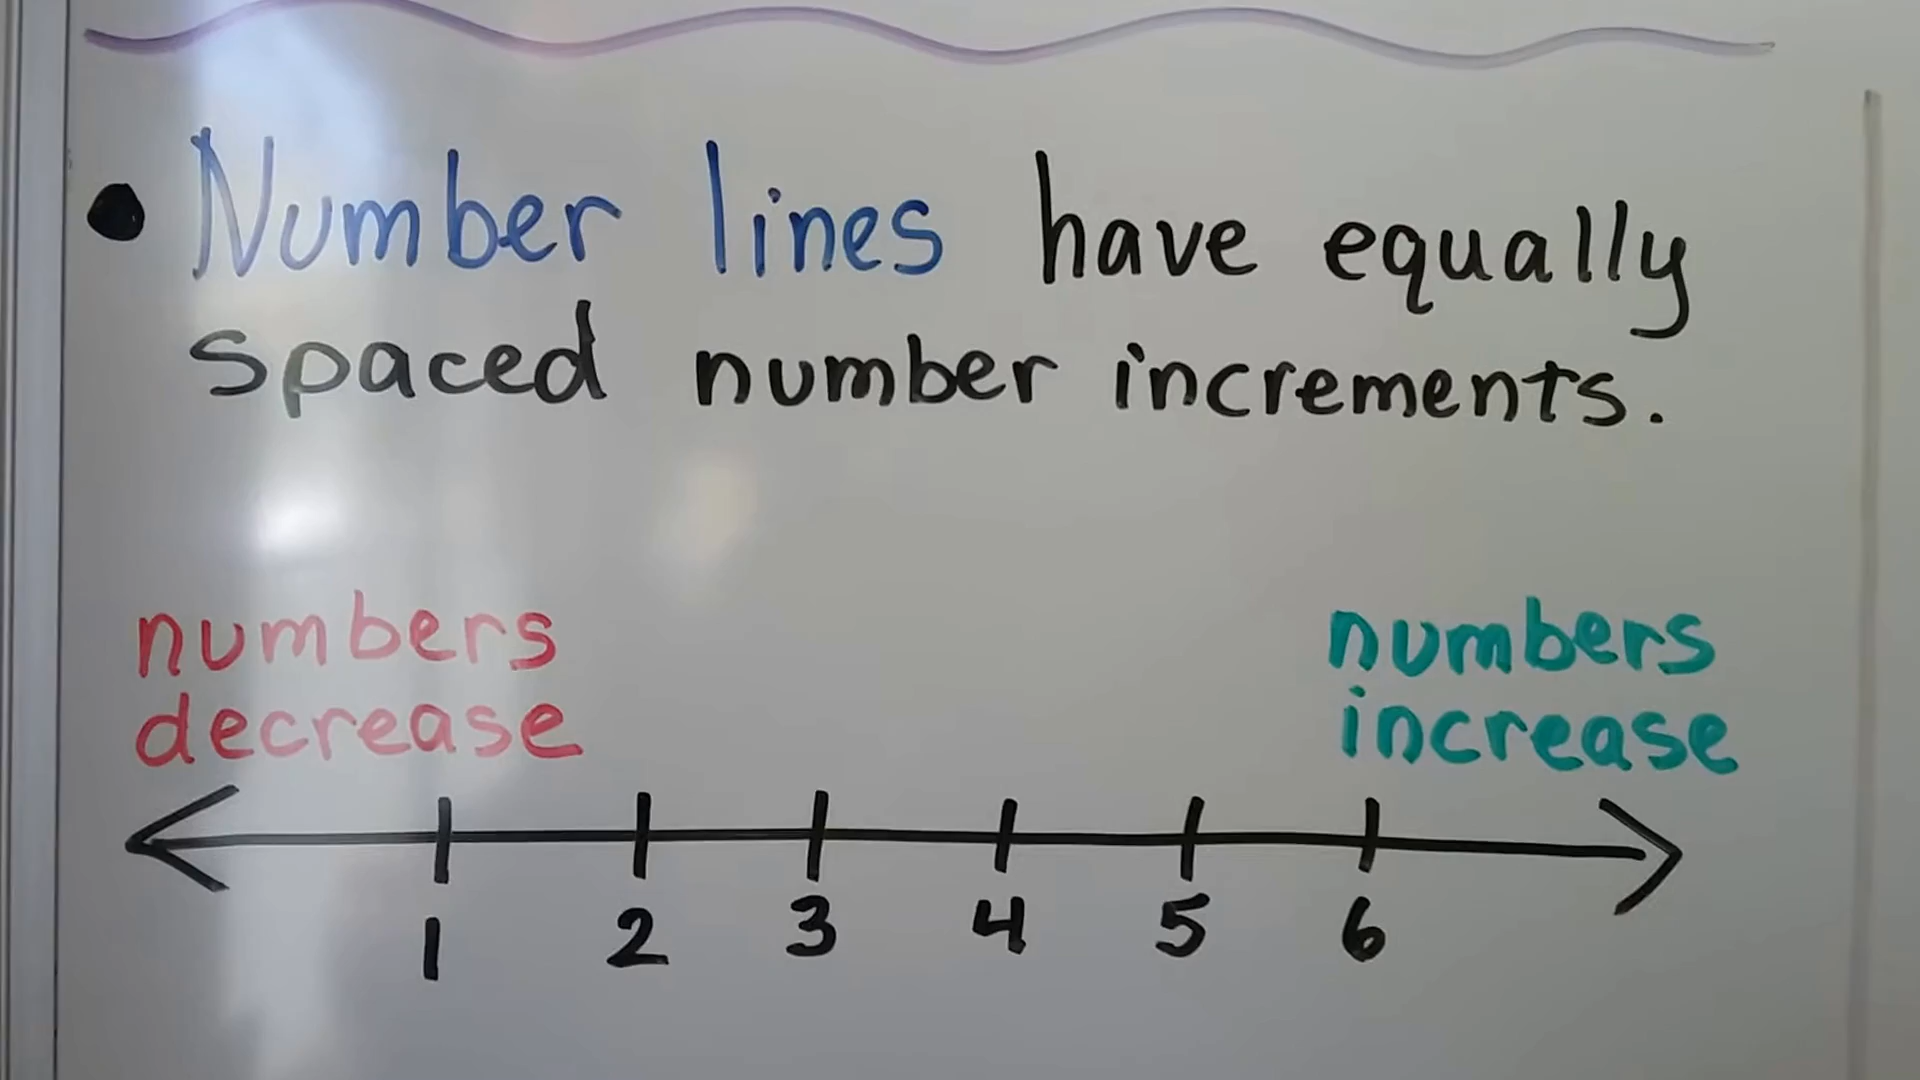 • Number lines have equally
spaced number increments.
numbers
decrease
numbers
increase
1 2 3 4 5 6